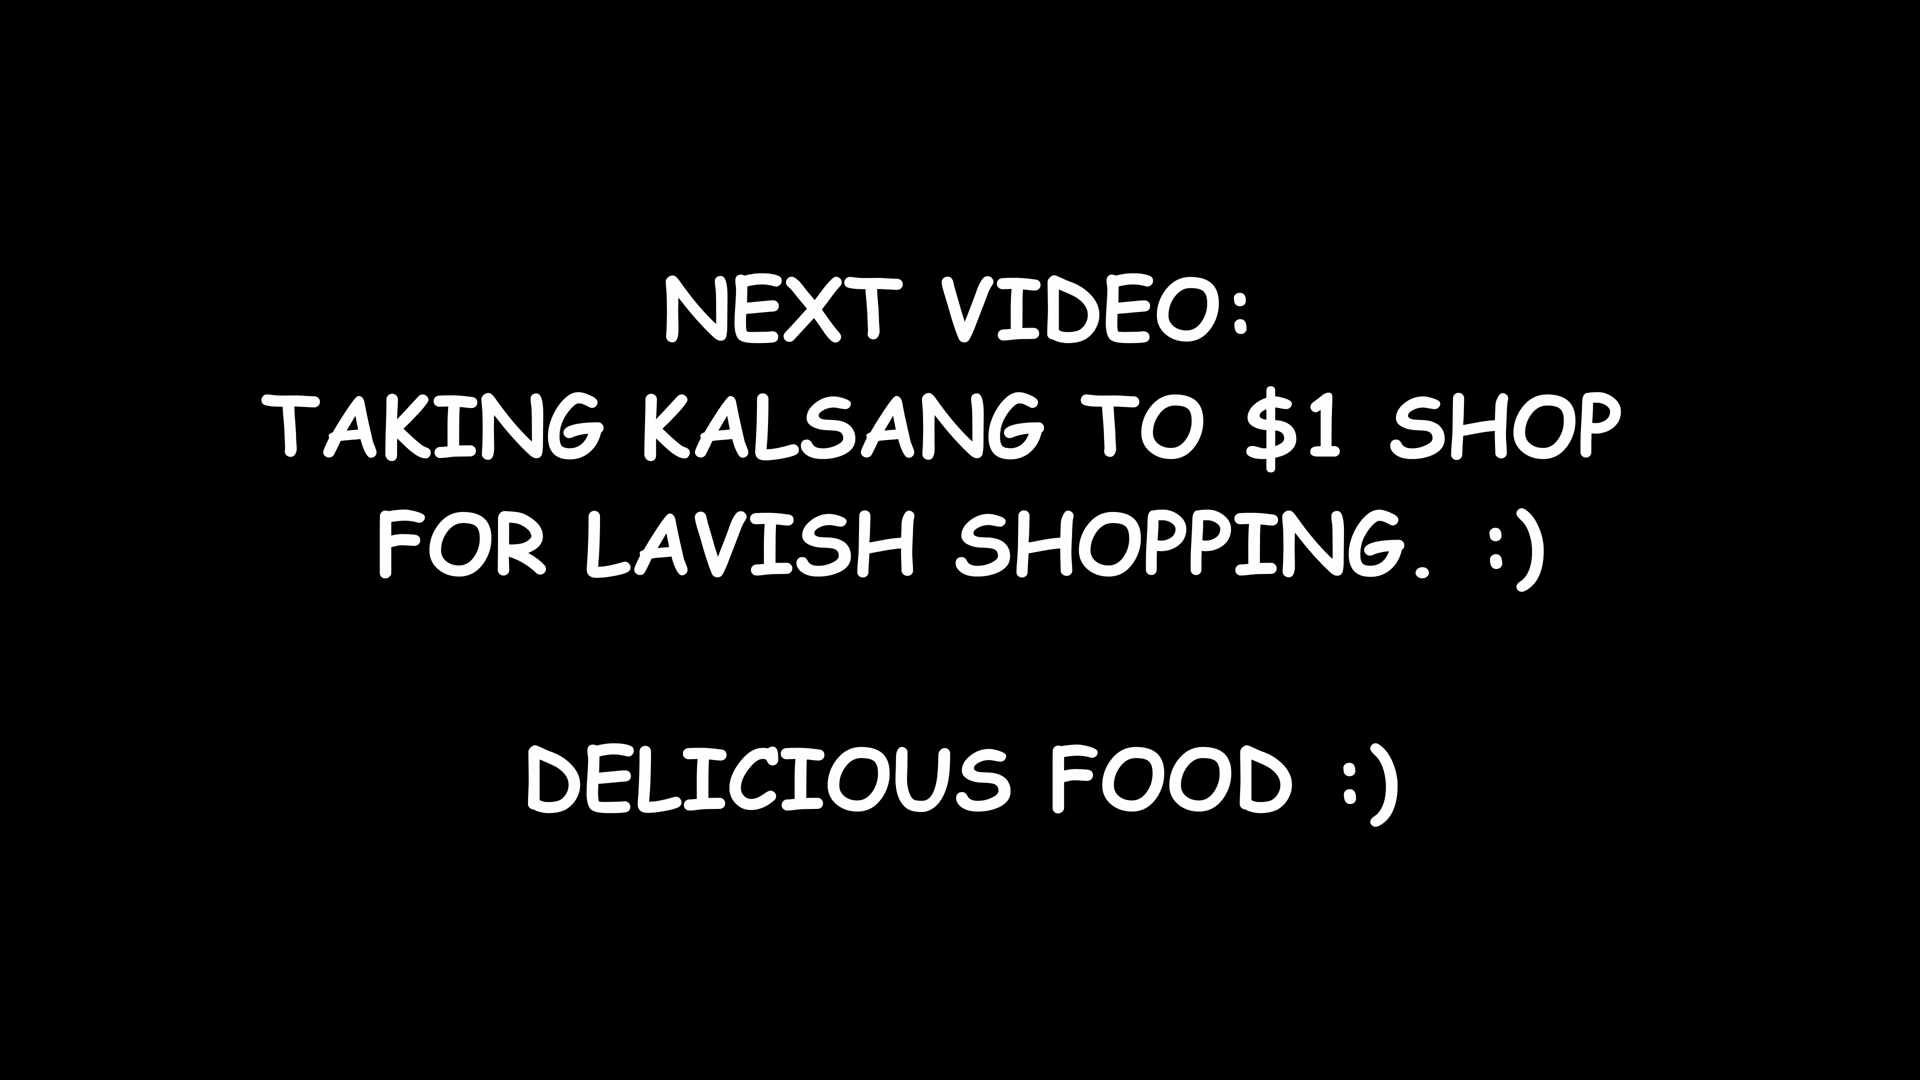 NEXT VIDEO:
TAKING KALSANG TO $1 SHOP
FOR LAVISH SHOPPING. :)
DELICIOUS FOOD :)